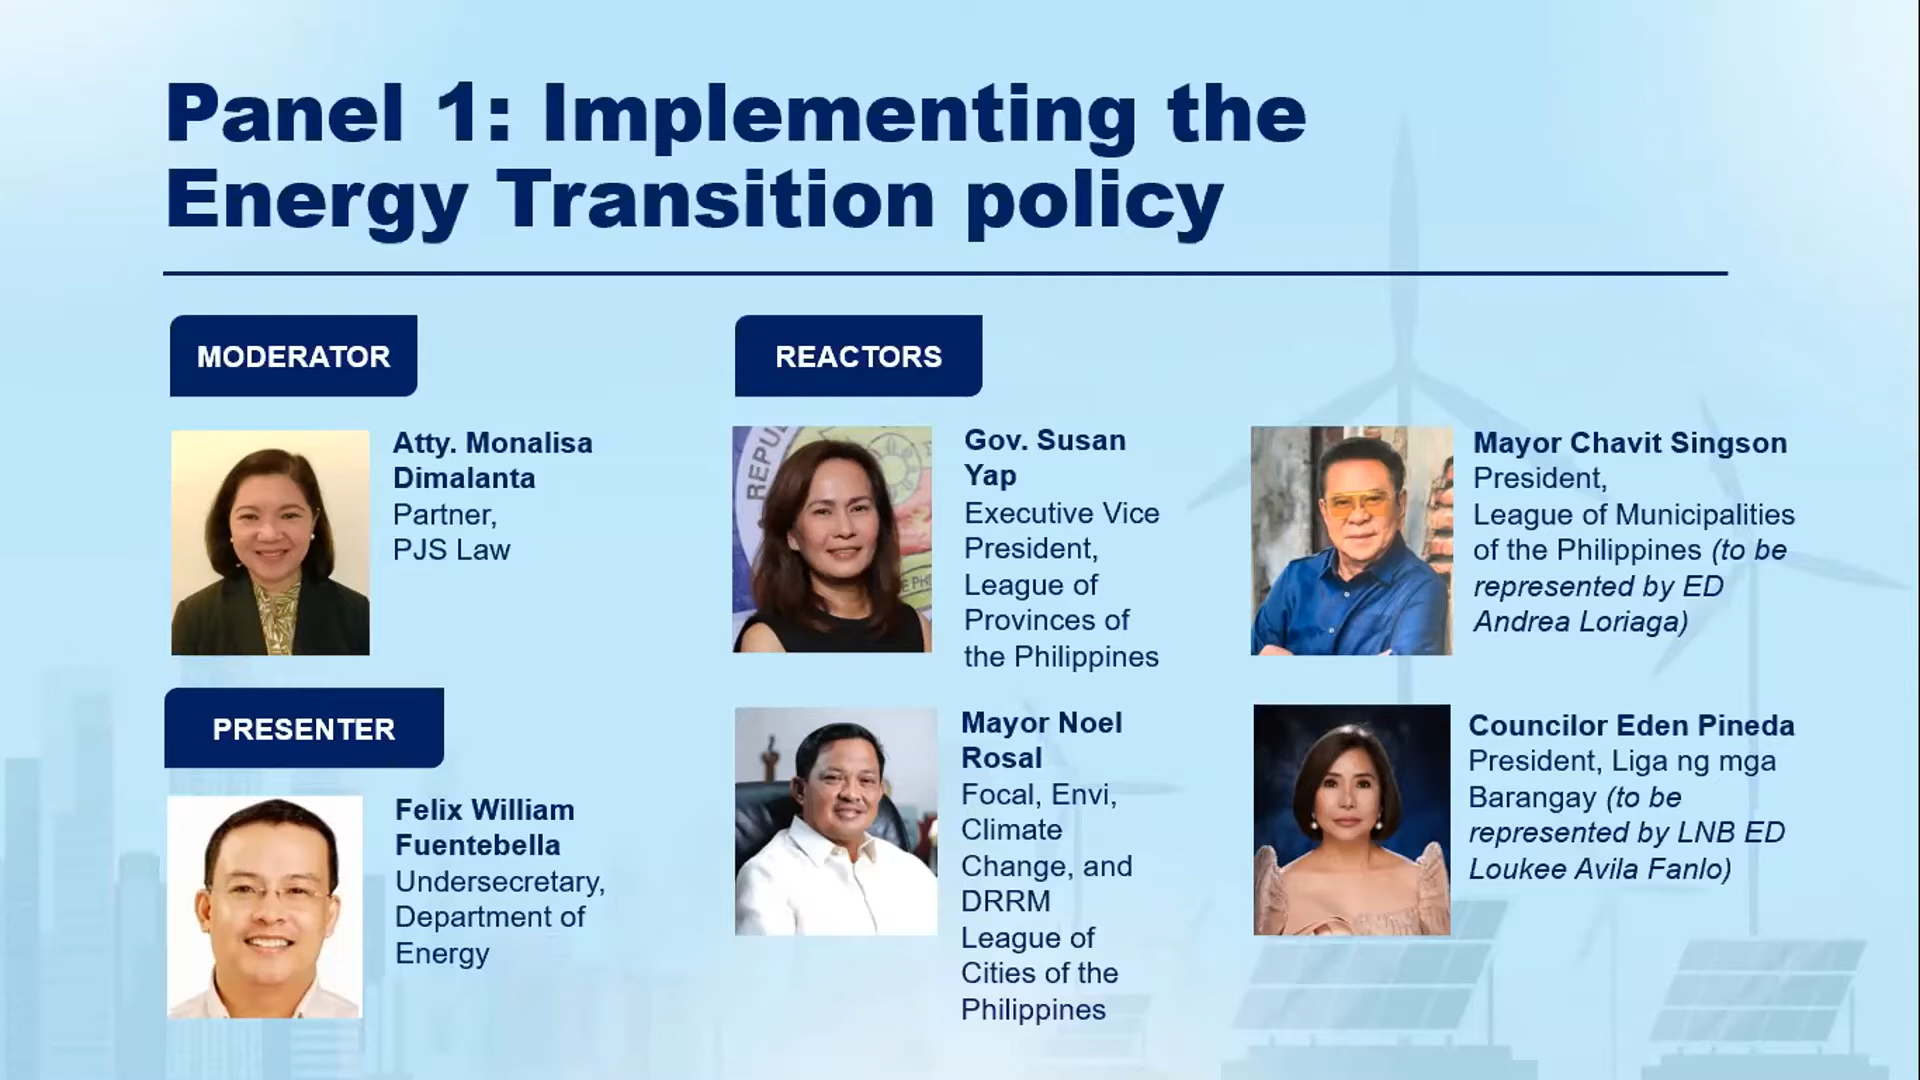 Panel 1: Implementing the
Energy Transition policy
MODERATOR
Atty. Monalisa
Dimalanta
Partner,
PJS Law
PRESENTER
Felix William
Fuentebella
Undersecretary,
Department of
Energy
REACTORS
Gov. Susan
Yap
Executive Vice
President,
League of
Provinces of
the Philippines
Mayor Chavit Singson
President,
League of Municipalities
of the Philippines (to be
represented by ED
Andrea Loriaga)
Mayor Noel
Rosal
Focal, Envi,
Climate
Change, and
DRRM
League of
Cities of the
Philippines
Councilor Eden Pineda
President, Liga ng mga
Barangay (to be
represented by LNB ED
Loukee Avila Fanlo)
REPU
E PH